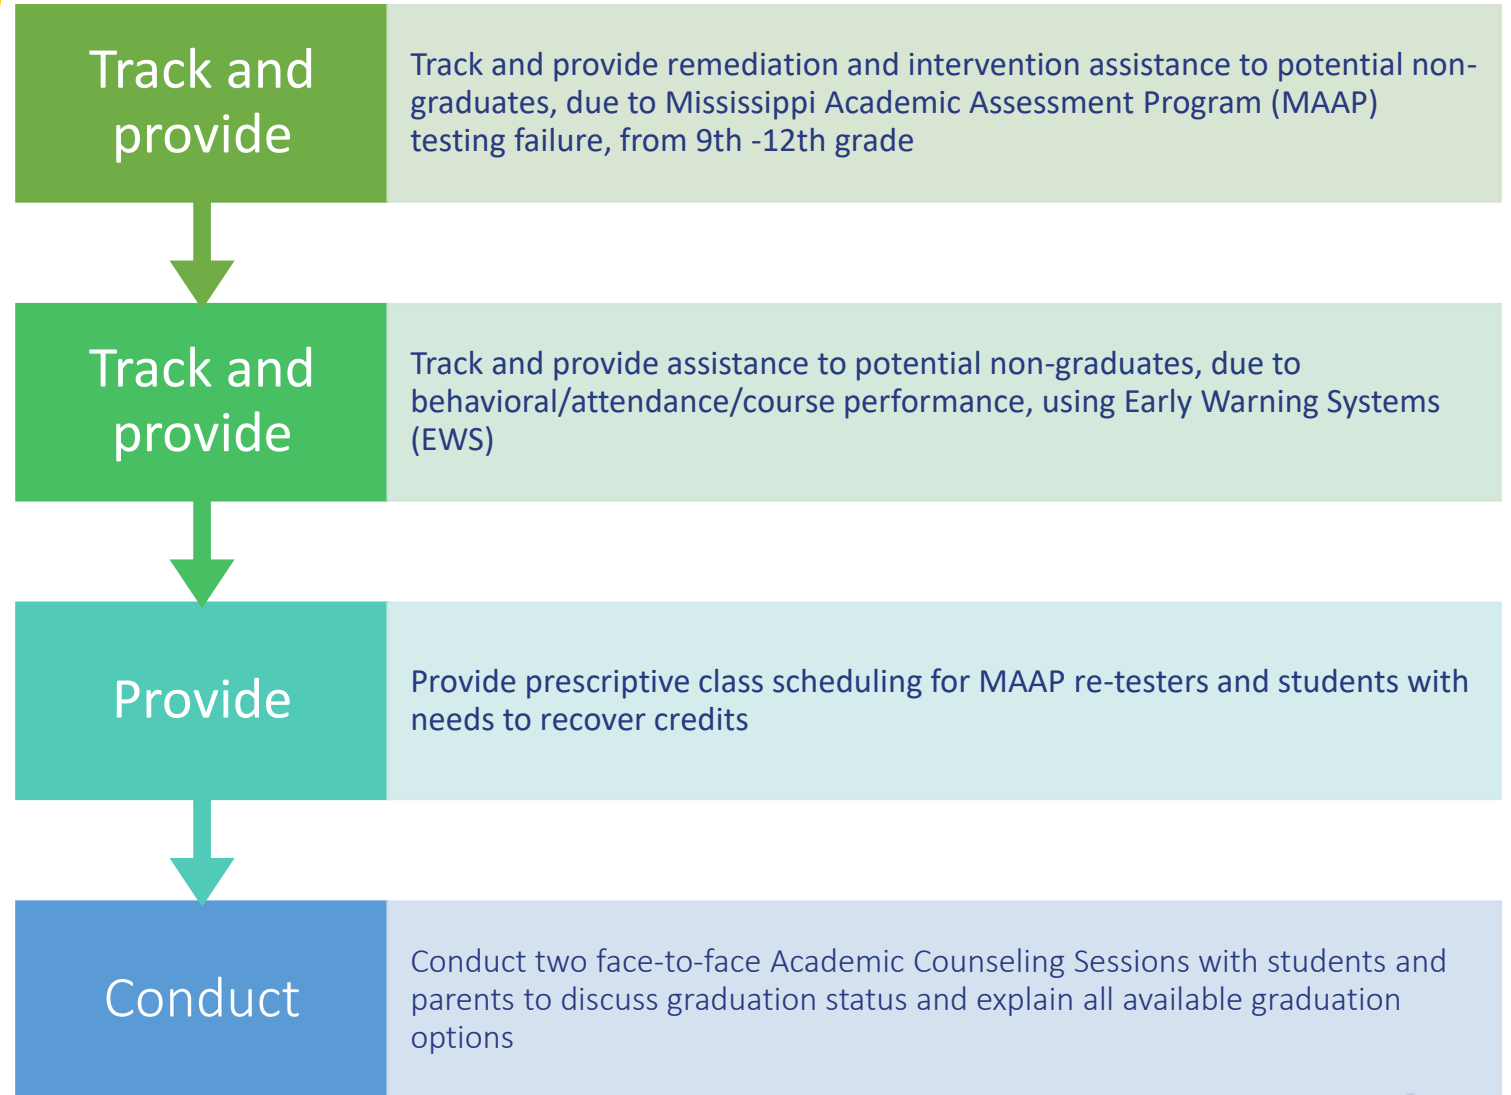 Track and
provide
Track and provide remediation and intervention assistance to potential non-
graduates, due to Mississippi Academic Assessment Program (MAAP)
testing failure, from 9th -12th grade
Track and
provide
Track and provide assistance to potential non-graduates, due to
behavioral/attendance/course performance, using Early Warning Systems
(EWS)
Provide
Provide prescriptive class scheduling for MAAP re-testers and students with
needs to recover credits
Conduct
Conduct two face-to-face Academic Counseling Sessions with students and
parents to discuss graduation status and explain all available graduation
options